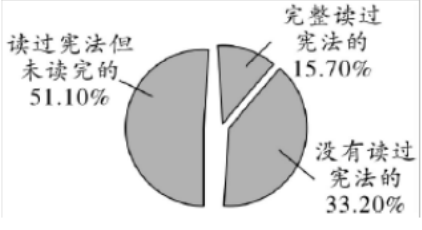 读过宪法但
未读完的
51.10%
完整读过
宪法的
15.70%
没有读过
宪法的
33.20%